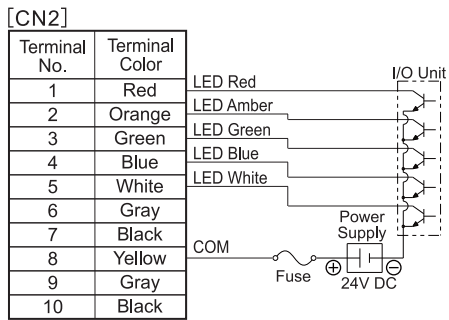 [CN2]
Terminal No. Terminal Color
1 Red LED Red I/O Unit
2 Orange LED Amber
3 Green LED Green
4 Blue LED Blue
5 White LED White
6 Gray
7 Black Power Supply
8 Yellow COM
9 Gray Fuse ⊕ 24V DC ⊖
10 Black